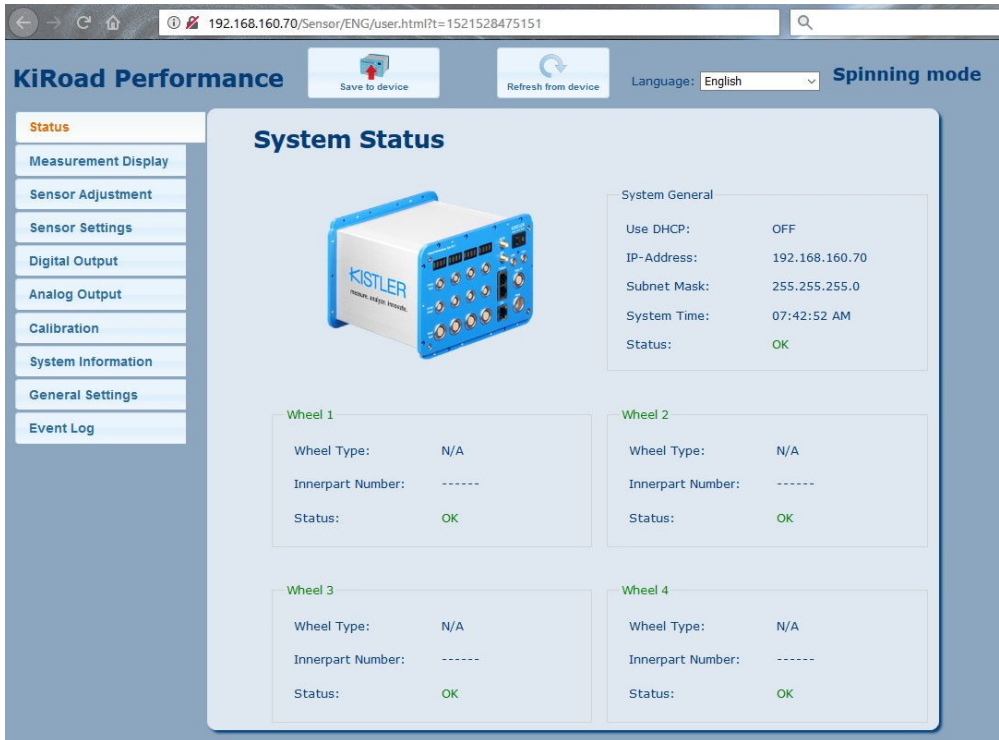 192.168.160.70/Sensor/ENG/user.html?t=1521528475151
KiRoad Performance
Save to device
Refresh from device
Language: English
Spinning mode
Status
Measurement Display
Sensor Adjustment
Sensor Settings
Digital Output
Analog Output
Calibration
System Information
General Settings
Event Log
System Status
KISTLER
measure. analyze. innovate.
System General
Use DHCP: OFF
IP-Address: 192.168.160.70
Subnet Mask: 255.255.255.0
System Time: 07:42:52 AM
Status: OK
Wheel 1
Wheel Type: N/A
Innerpart Number: ------
Status: OK
Wheel 2
Wheel Type: N/A
Innerpart Number: ------
Status: OK
Wheel 3
Wheel Type: N/A
Innerpart Number: ------
Status: OK
Wheel 4
Wheel Type: N/A
Innerpart Number: ------
Status: OK